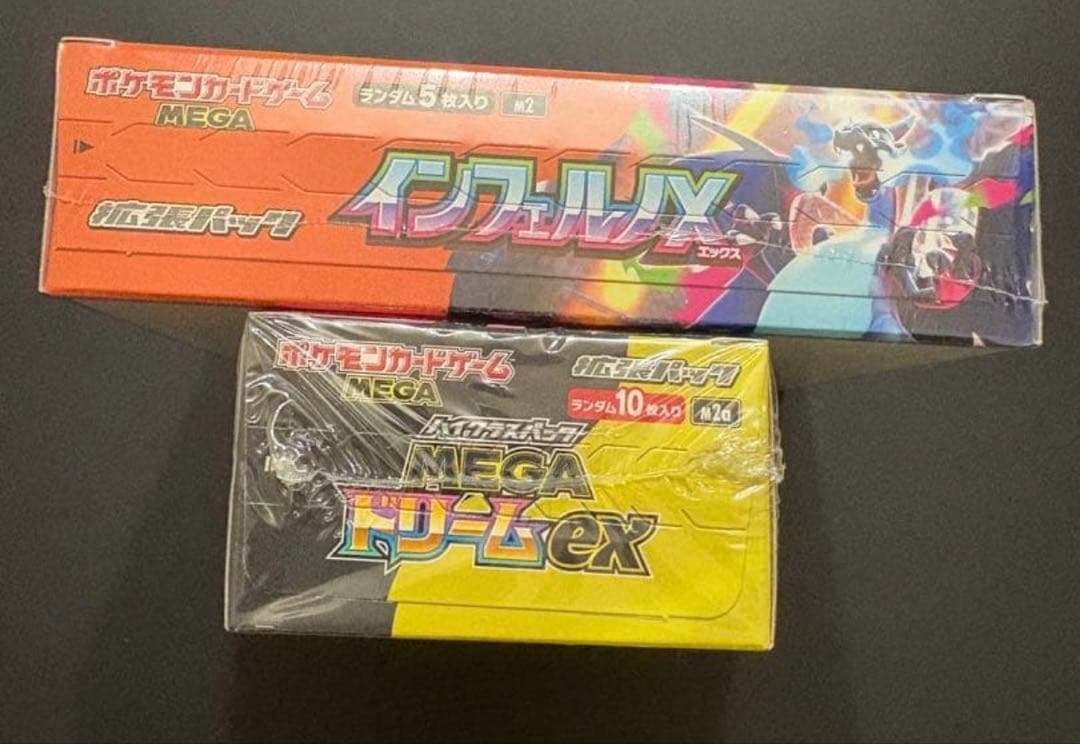 ポケモンカードゲーム
MEGA
ランダム5枚入り
M2
拡張パック
インフェルノX
エックス
ポケモンカードゲーム
MEGA
拡張パック
ランダム10枚入り
M2a
ハイクラスパック
MEGA
ドリームex